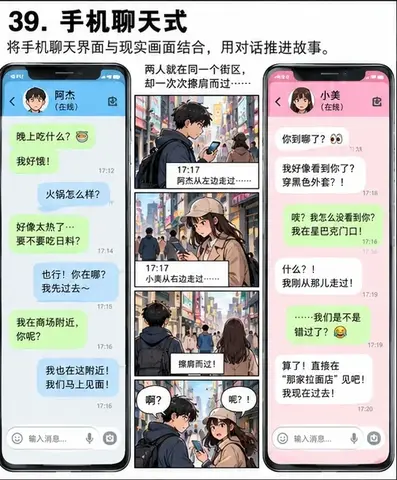 39. 手机聊天式
将手机聊天界面与现实画面结合，用对话推进故事。
阿杰
（在线）
晚上吃什么？
我好饿！
17:12
火锅怎么样？
好像太热了…
要不要吃日料？
17:14
也行！你在哪？
我先过去～
17:15
我在商场附近，
你呢？
17:16
我也在这附近！
我们马上见面！
17:16
输入消息...
两人就在同一个街区，
却一次次擦肩而过……
17:17
阿杰从左边走过……
17:17
小美从右边走过……
擦肩而过！
啊？
呢？！
小美
（在线）
你到哪了？
我好像看到你了？
穿黑色外套？！
17:18
咦？我怎么没看到你？
我在星巴克门口！
17:18
什么？！
我刚从那儿走过！
17:19
……我们是不是
错过了？
17:19
算了！直接在
“那家拉面店”见吧！
我现在过去！
17:20
输入消息...